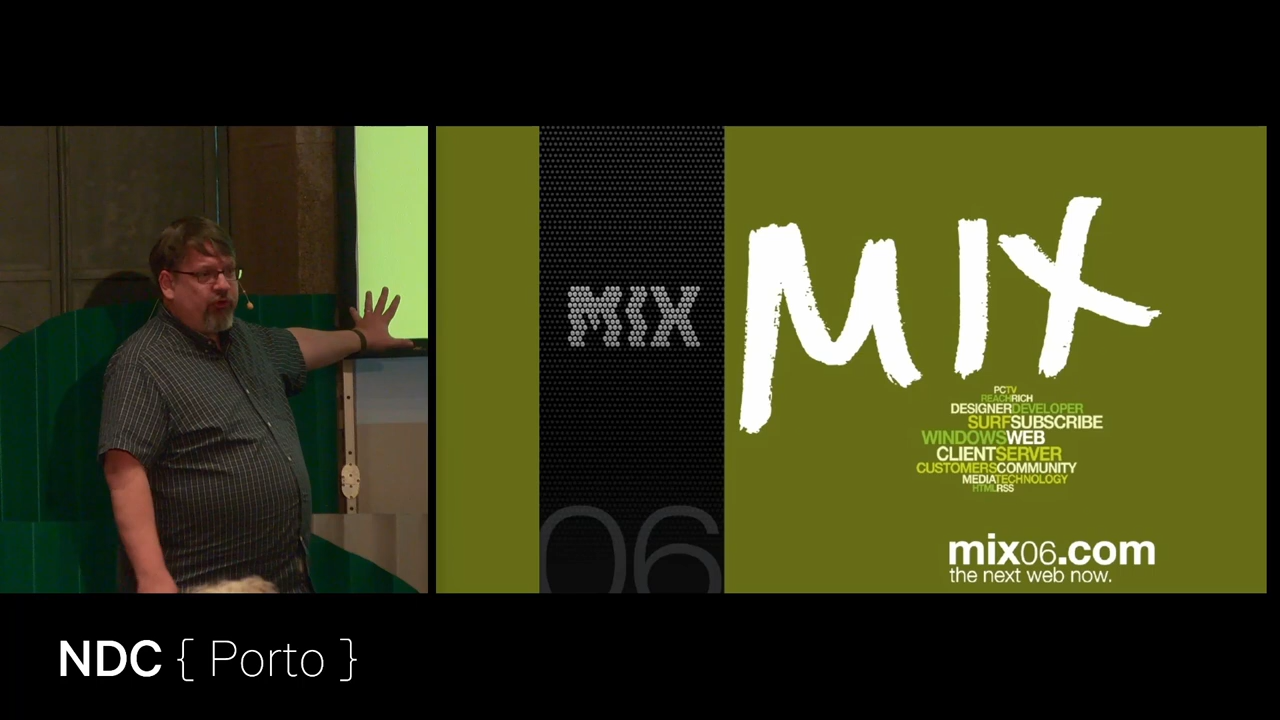 MIX
06
MIX
PCTV
REACHRICH
DESIGNERDEVELOPER
SURFSUBSCRIBE
WINDOWSWEB
CLIENTSERVER
CUSTOMERSCOMMUNITY
MEDIATECHNOLOGY
HTMLRSS
mix06.com
the next web now.
NDC { Porto }